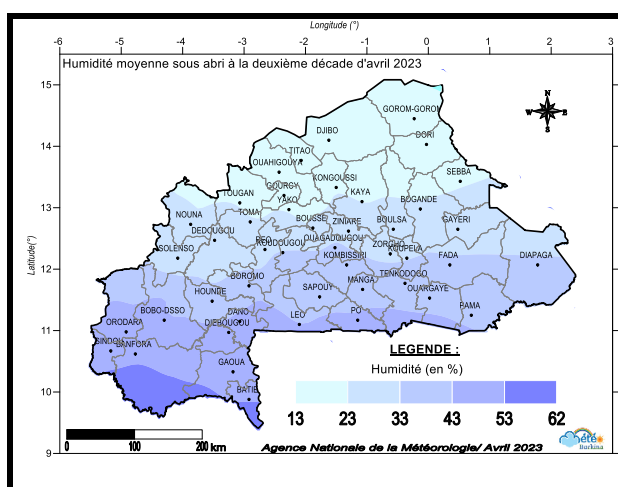 Longitude (°)
-6 -5 -4 -3 -2 -1 0 1 2 3
Humidité moyenne sous abri à la deuxième décade d'avril 2023
15
GOROM-GOROM
N
W E
S
DJIBO
14
DORI
TITAO
OUAHIGOUYA
KONGOUSSI
SEBBA
GOURCY
KAYA
TOUGAN
YAKO
BOGANDE
13
NOUNA
TOMA
BOUSSE
ZINIARE
BOULSA
GAYERI
DEDOUGOU
REO
KOUDOUGOU
OUAGADOUGOU
ZORGHO
KOUPELA
SOLENSO
KOMBISSIRI
FADA
DIAPAGA
Latitude(°)
12
BOROMO
TENKODOGO
HOUNDE
SAPOUY
MANGA
OUARGAYE
BOBO-DSSO
DANO
LEO
PO
PAMA
ORODARA
DIEBOUGOU
11
SINDOU
BANFORA
LEGENDE :
GAOUA
Humidité (en %)
BATIE
10
13 23 33 43 53 62
0 100 200 km
Agence Nationale de la Météorologie/ Avril 2023
météo
Burkina
9